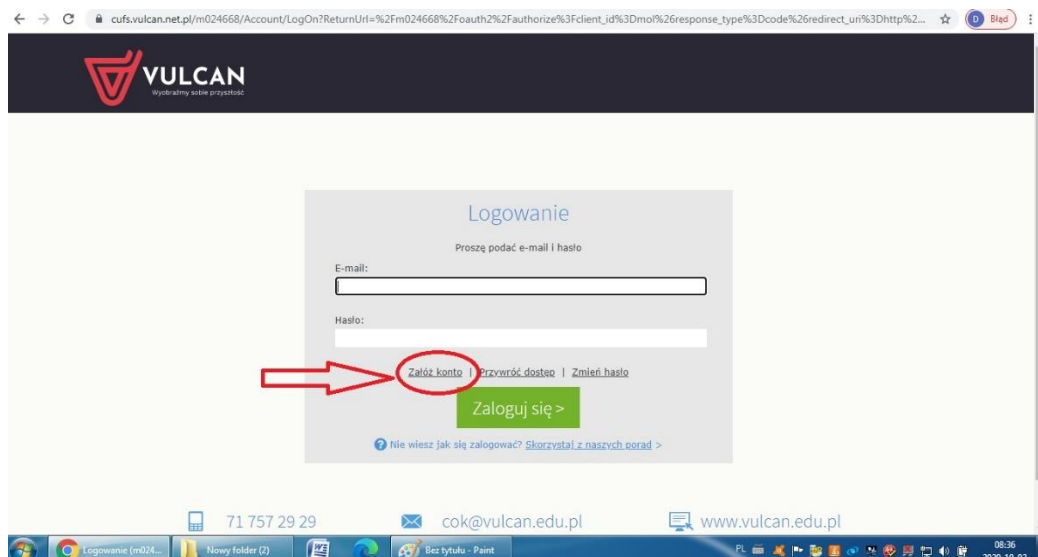 cufs.vulcan.net.pl/m024668/Account/LogOn?ReturnUrl=%2Fm024668%2Foauth2%2Fauthorize%3Fclient_id%3Dmol%26response_type%3Dcode%26redirect_uri%3Dhttp%2... D Błąd
VULCAN
Wyobraźmy sobie przyszłość
Logowanie
Proszę podać e-mail i hasło
E-mail:
Hasło:
Załóż konto | Przywróć dostęp | Zmień hasło
Zaloguj się >
Nie wiesz jak się zalogować? Skorzystaj z naszych porad >
71 757 29 29 cok@vulcan.edu.pl www.vulcan.edu.pl
Logowanie (m024... Nowy folder (2) Bez tytułu - Paint PL 08:36